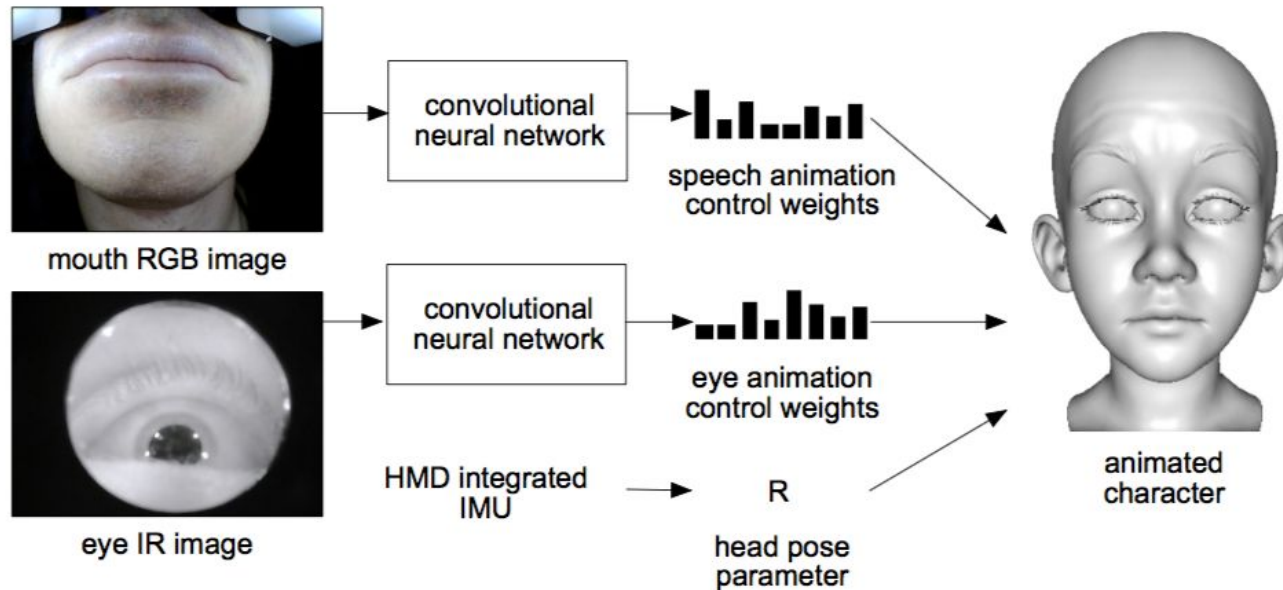 convolutional
neural network
speech animation
control weights
mouth RGB image
convolutional
neural network
eye animation
control weights
HMD integrated
IMU
R
head pose
parameter
eye IR image
animated
character